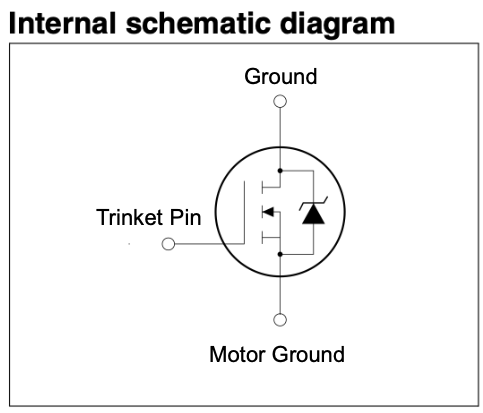 Internal schematic diagram
Ground
Trinket Pin
Motor Ground